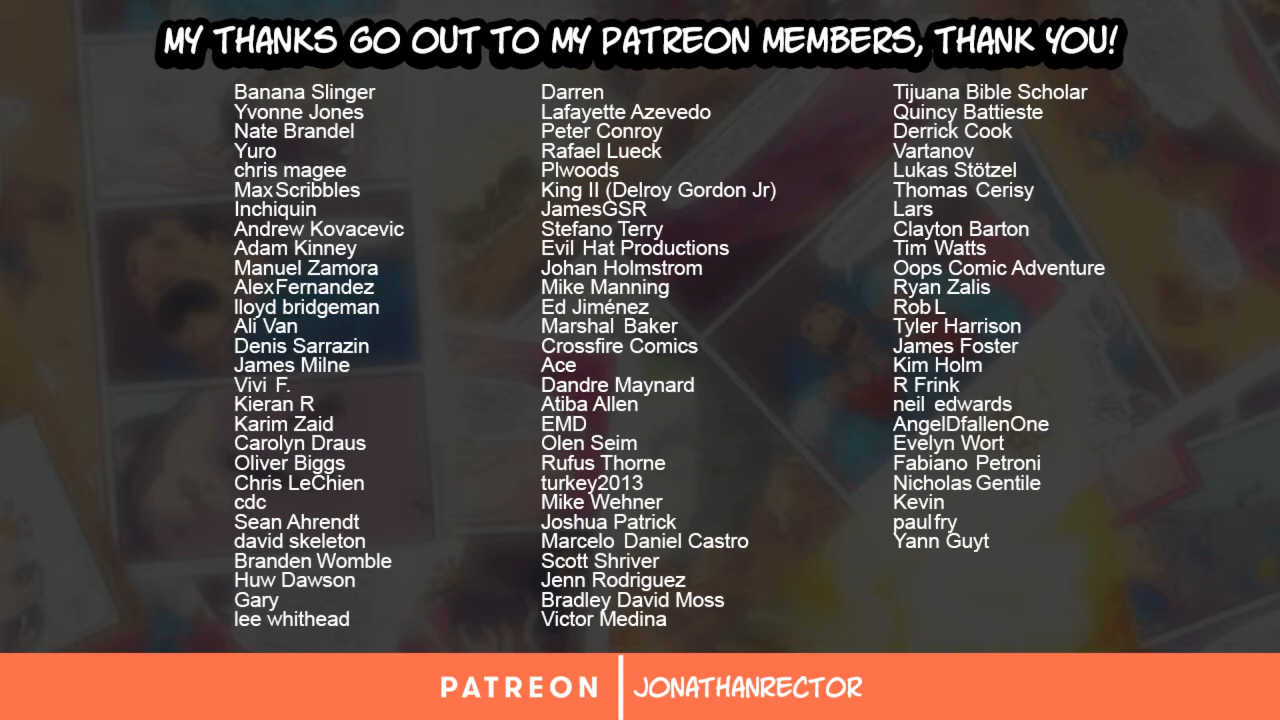 MY THANKS GO OUT TO MY PATREON MEMBERS, THANK YOU!
Banana Slinger
Yvonne Jones
Nate Brandel
Yuro
chris magee
MaxScribbles
Inchiquin
Andrew Kovacevic
Adam Kinney
Manuel Zamora
AlexFernandez
lloyd bridgeman
Ali Van
Denis Sarrazin
James Milne
Vivi F.
Kieran R
Karim Zaid
Carolyn Draus
Oliver Biggs
Chris LeChien
cdc
Sean Ahrendt
david skeleton
Branden Womble
Huw Dawson
Gary
lee whithead
Darren
Lafayette Azevedo
Peter Conroy
Rafael Lueck
Plwoods
King II (Delroy Gordon Jr)
JamesGSR
Stefano Terry
Evil Hat Productions
Johan Holmstrom
Mike Manning
Ed Jiménez
Marshal Baker
Crossfire Comics
Ace
Dandre Maynard
Atiba Allen
EMD
Olen Seim
Rufus Thorne
turkey2013
Mike Wehner
Joshua Patrick
Marcelo Daniel Castro
Scott Shriver
Jenn Rodriguez
Bradley David Moss
Victor Medina
Tijuana Bible Scholar
Quincy Battieste
Derrick Cook
Vartanov
Lukas Stötzel
Thomas Cerisy
Lars
Clayton Barton
Tim Watts
Oops Comic Adventure
Ryan Zalis
Rob L
Tyler Harrison
James Foster
Kim Holm
R Frink
neil edwards
AngelDfallenOne
Evelyn Wort
Fabiano Petroni
Nicholas Gentile
Kevin
paul fry
Yann Guyt
PATREON | JONATHANRECTOR